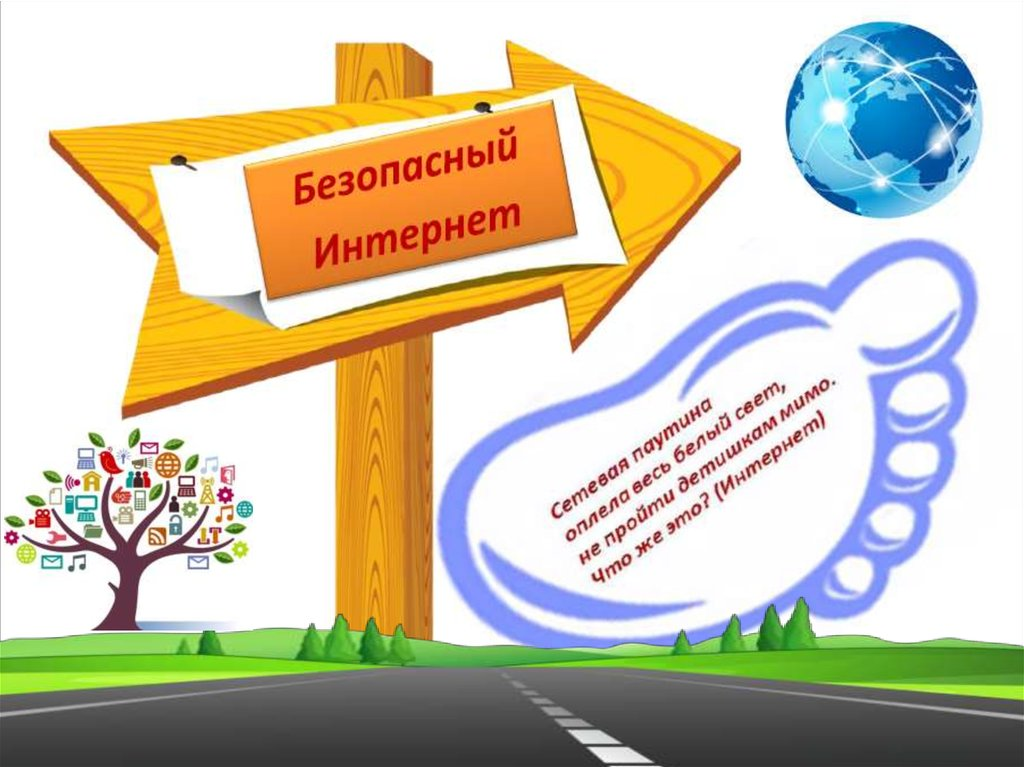 Безопасный
Интернет
Сетевая паутина
оплела весь белый свет,
не пройти детишкам мимо.
Что же это? (Интернет)